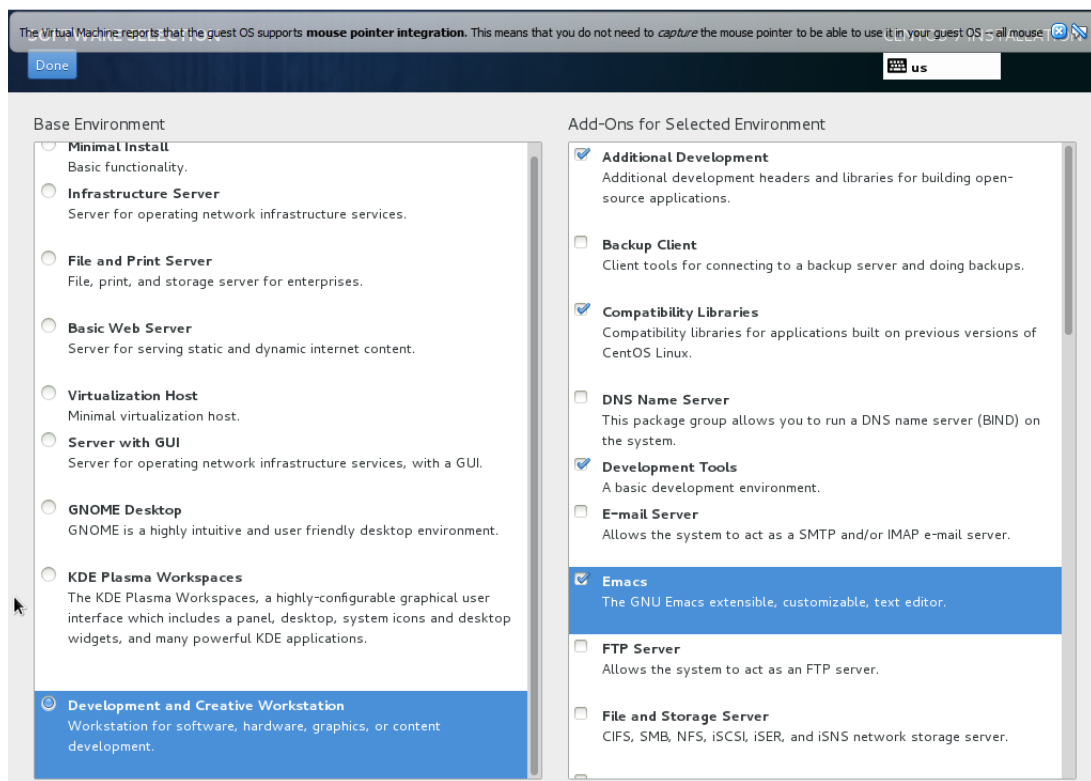 The Virtual Machine reports that the guest OS supports mouse pointer integration. This means that you do not need to capture the mouse pointer to be able to use it in your guest OS -- all mouse
SOFTWARE SELECTION
Done
us
Base Environment
Minimal Install
Basic functionality.
Infrastructure Server
Server for operating network infrastructure services.
File and Print Server
File, print, and storage server for enterprises.
Basic Web Server
Server for serving static and dynamic internet content.
Virtualization Host
Minimal virtualization host.
Server with GUI
Server for operating network infrastructure services, with a GUI.
GNOME Desktop
GNOME is a highly intuitive and user friendly desktop environment.
KDE Plasma Workspaces
The KDE Plasma Workspaces, a highly-configurable graphical user
interface which includes a panel, desktop, system icons and desktop
widgets, and many powerful KDE applications.
Development and Creative Workstation
Workstation for software, hardware, graphics, or content
development.
Add-Ons for Selected Environment
Additional Development
Additional development headers and libraries for building open-
source applications.
Backup Client
Client tools for connecting to a backup server and doing backups.
Compatibility Libraries
Compatibility libraries for applications built on previous versions of
CentOS Linux.
DNS Name Server
This package group allows you to run a DNS name server (BIND) on
the system.
Development Tools
A basic development environment.
E-mail Server
Allows the system to act as a SMTP and/or IMAP e-mail server.
Emacs
The GNU Emacs extensible, customizable, text editor.
FTP Server
Allows the system to act as an FTP server.
File and Storage Server
CIFS, SMB, NFS, iSCSI, iSER, and iSNS network storage server.